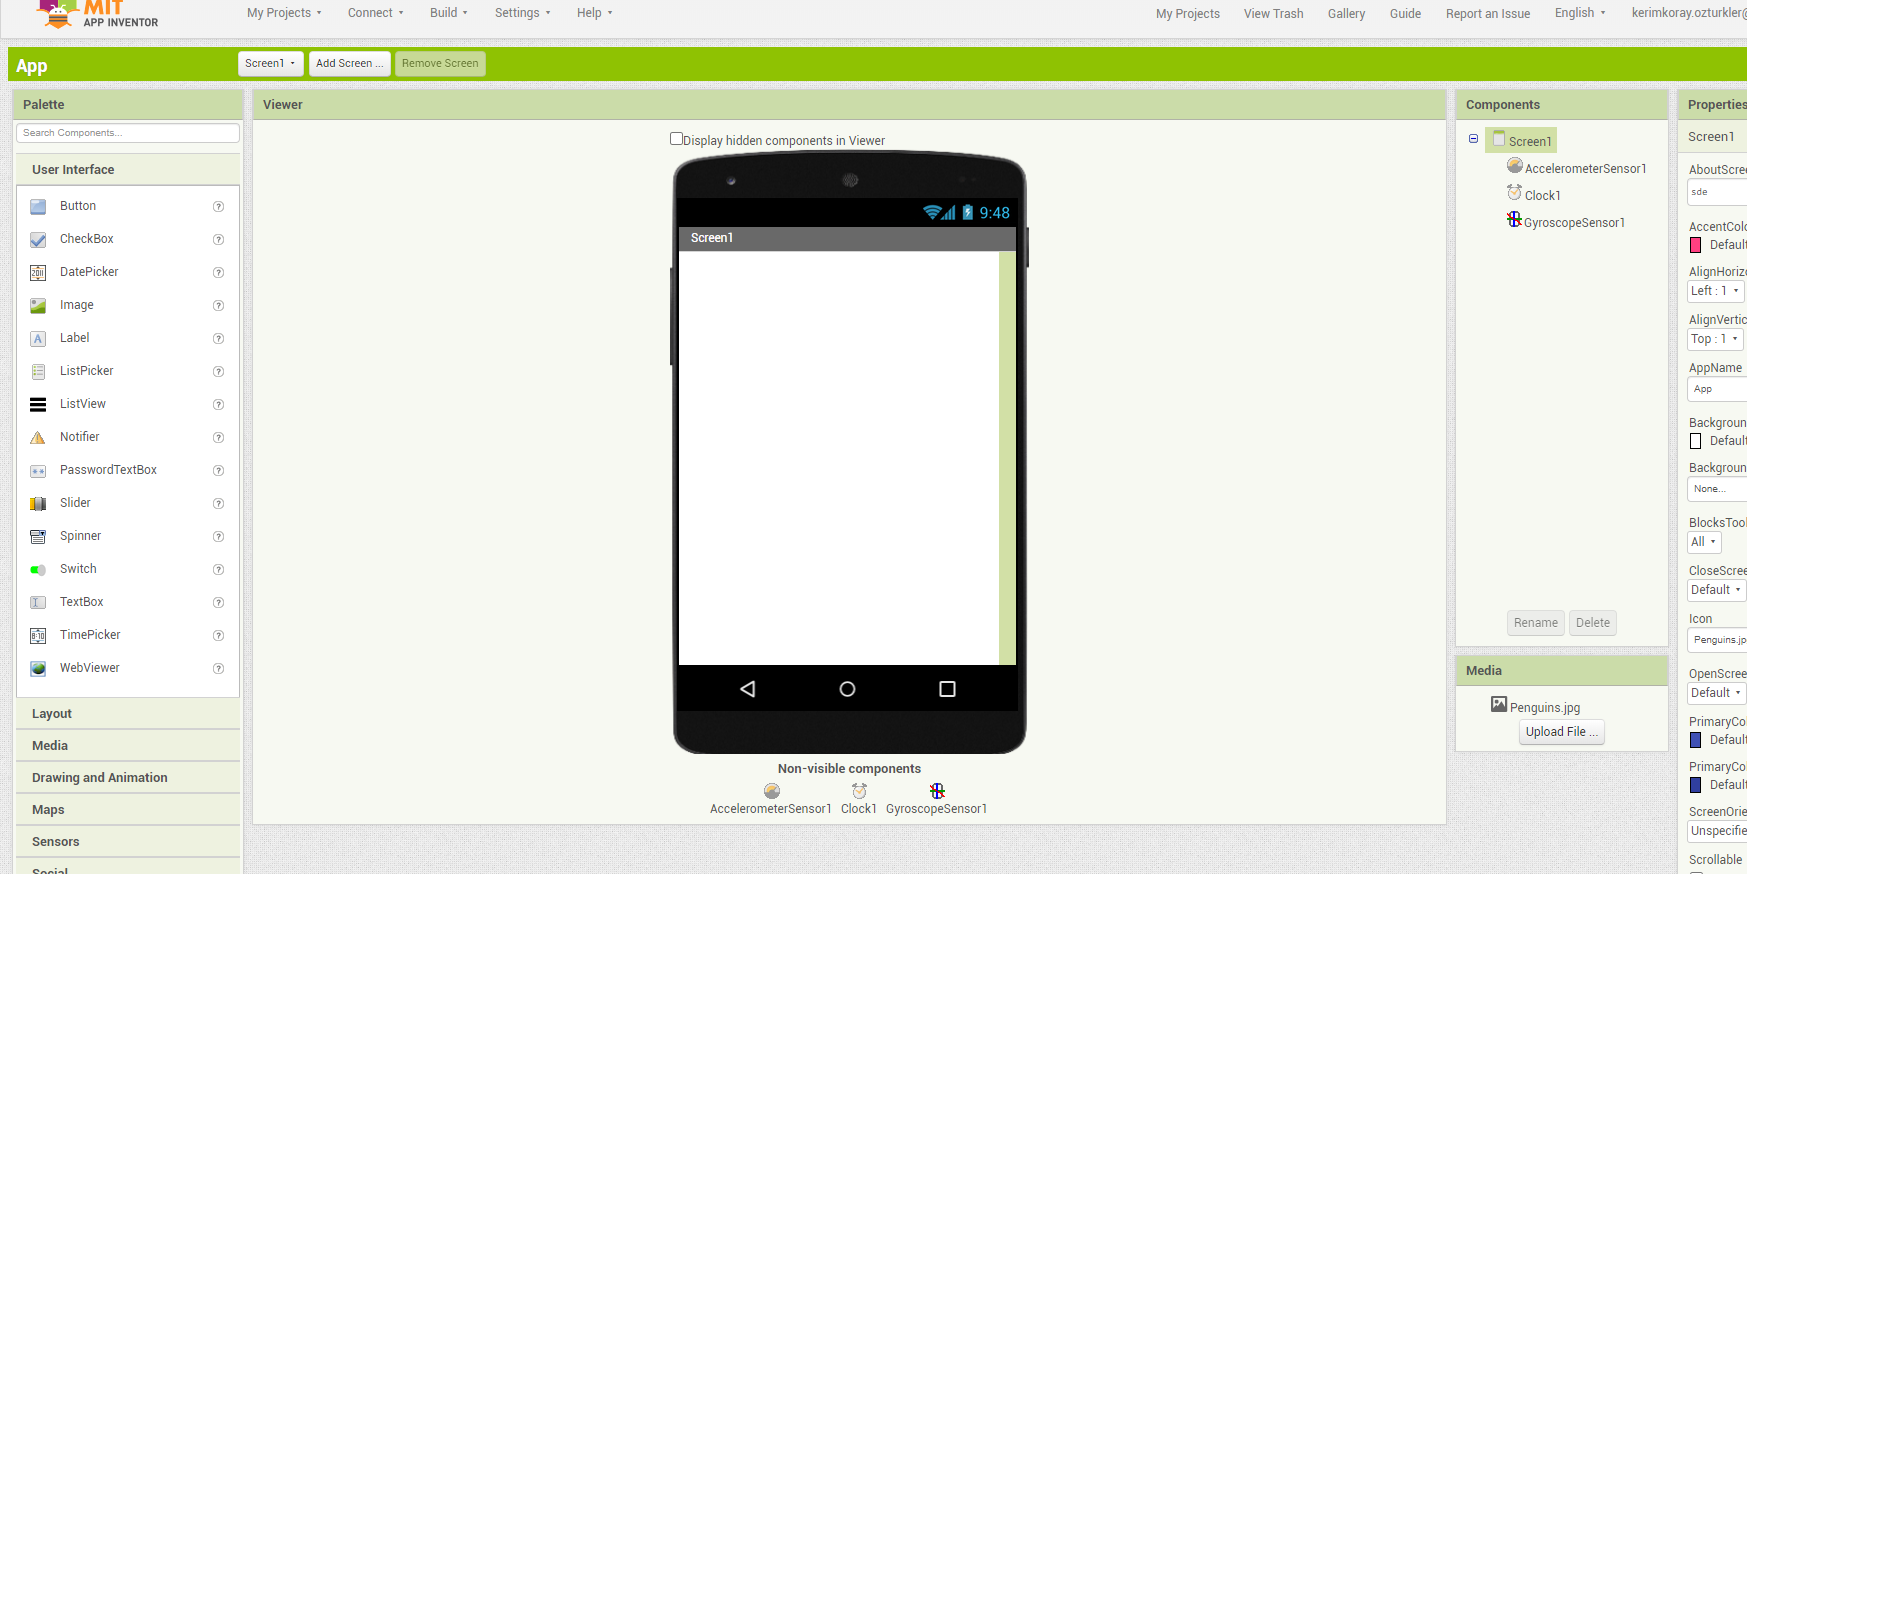 MIT
APP INVENTOR
My Projects
Connect
Build
Settings
Help
My Projects
View Trash
Gallery
Guide
Report an Issue
English
kerimkoray.ozturkler@
App
Screen1
Add Screen ...
Remove Screen
Palette
Search Components...
User Interface
Button
CheckBox
DatePicker
Image
Label
ListPicker
ListView
Notifier
PasswordTextBox
Slider
Spinner
Switch
TextBox
TimePicker
WebViewer
Layout
Media
Drawing and Animation
Maps
Sensors
Social
Viewer
Display hidden components in Viewer
9:48
Screen1
Non-visible components
AccelerometerSensor1
Clock1
GyroscopeSensor1
Components
Screen1
AccelerometerSensor1
Clock1
GyroscopeSensor1
Rename
Delete
Media
Penguins.jpg
Upload File ...
Properties
Screen1
AboutScree
sde
AccentColo
Default
AlignHorizo
Left : 1
AlignVertic
Top : 1
AppName
App
Backgroun
Default
Backgroun
None...
BlocksTool
All
CloseScree
Default
Icon
Penguins.jp
OpenScree
Default
PrimaryCol
Default
PrimaryCol
Default
ScreenOrie
Unspecifie
Scrollable